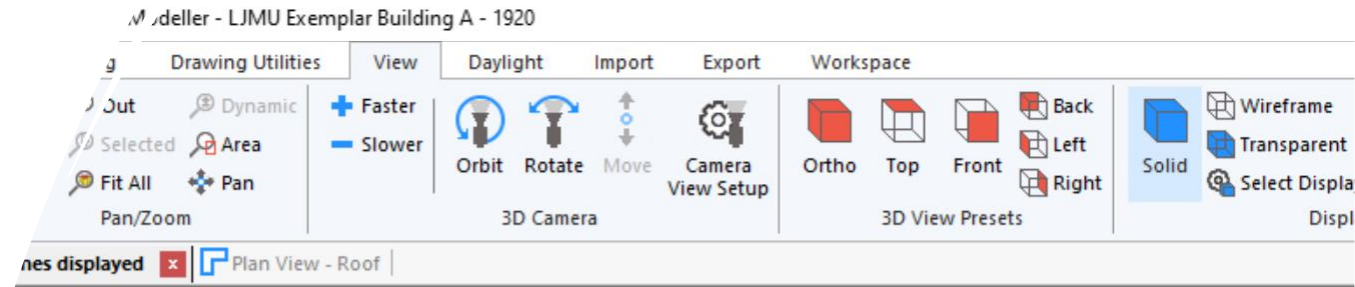 Modeller - LJMU Exemplar Building A - 1920
Drawing Utilities View Daylight Import Export Workspace
Out Dynamic Faster Back Wireframe
Selected Area Slower Left Transparent
Orbit Rotate Move Camera View Setup Ortho Top Front Solid
Fit All Pan Right Select Displa
Pan/Zoom 3D Camera 3D View Presets Displ
nes displayed x Plan View - Roof